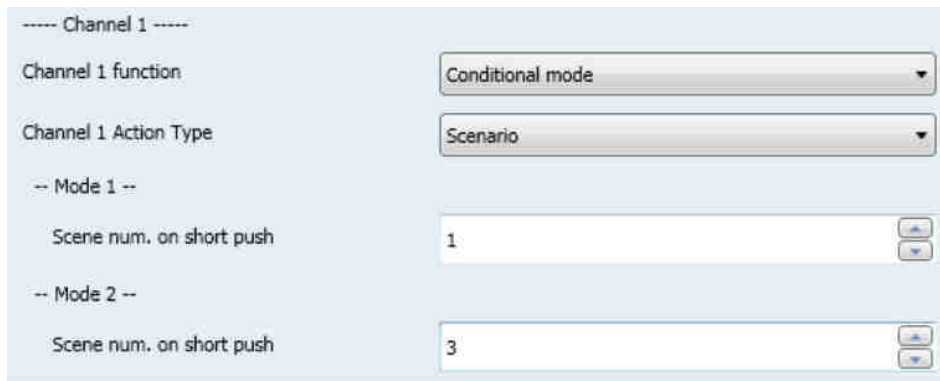 ----- Channel 1 -----
Channel 1 function
Conditional mode
Channel 1 Action Type
Scenario
-- Mode 1 --
Scene num. on short push
1
-- Mode 2 --
Scene num. on short push
3